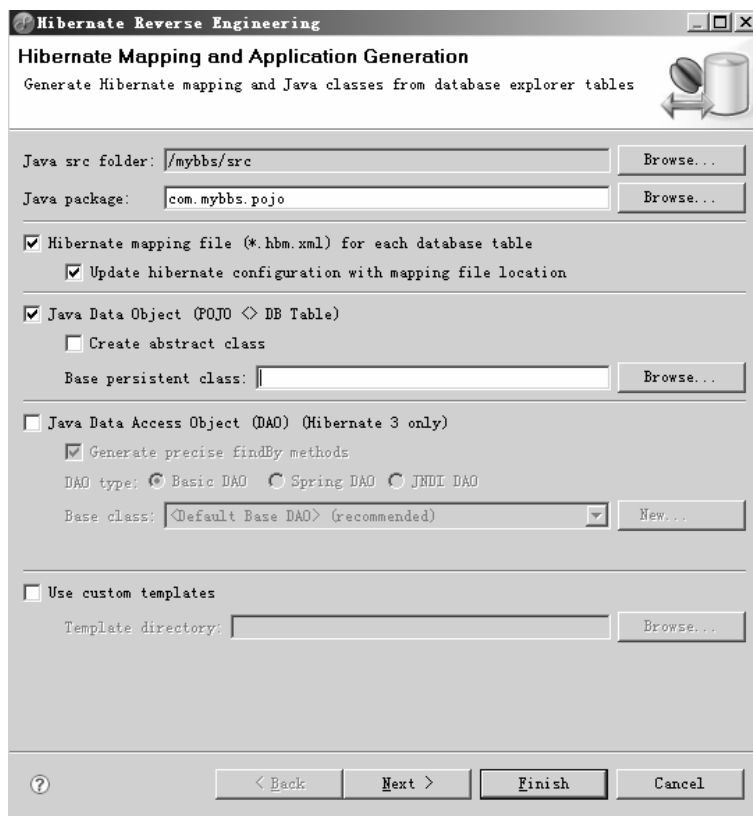 Hibernate Reverse Engineering
Hibernate Mapping and Application Generation
Generate Hibernate mapping and Java classes from database explorer tables
Java src folder: /mybbs/src Browse...
Java package: com.mybbs.pojo Browse...
Hibernate mapping file (*.hbm.xml) for each database table
Update hibernate configuration with mapping file location
Java Data Object (POJO <> DB Table)
Create abstract class
Base persistent class: Browse...
Java Data Access Object (DAO) (Hibernate 3 only)
Generate precise findBy methods
DAO type: Basic DAO Spring DAO JNDI DAO
Base class: <Default Base DAO> (recommended) New...
Use custom templates
Template directory: Browse...
? < Back Next > Finish Cancel